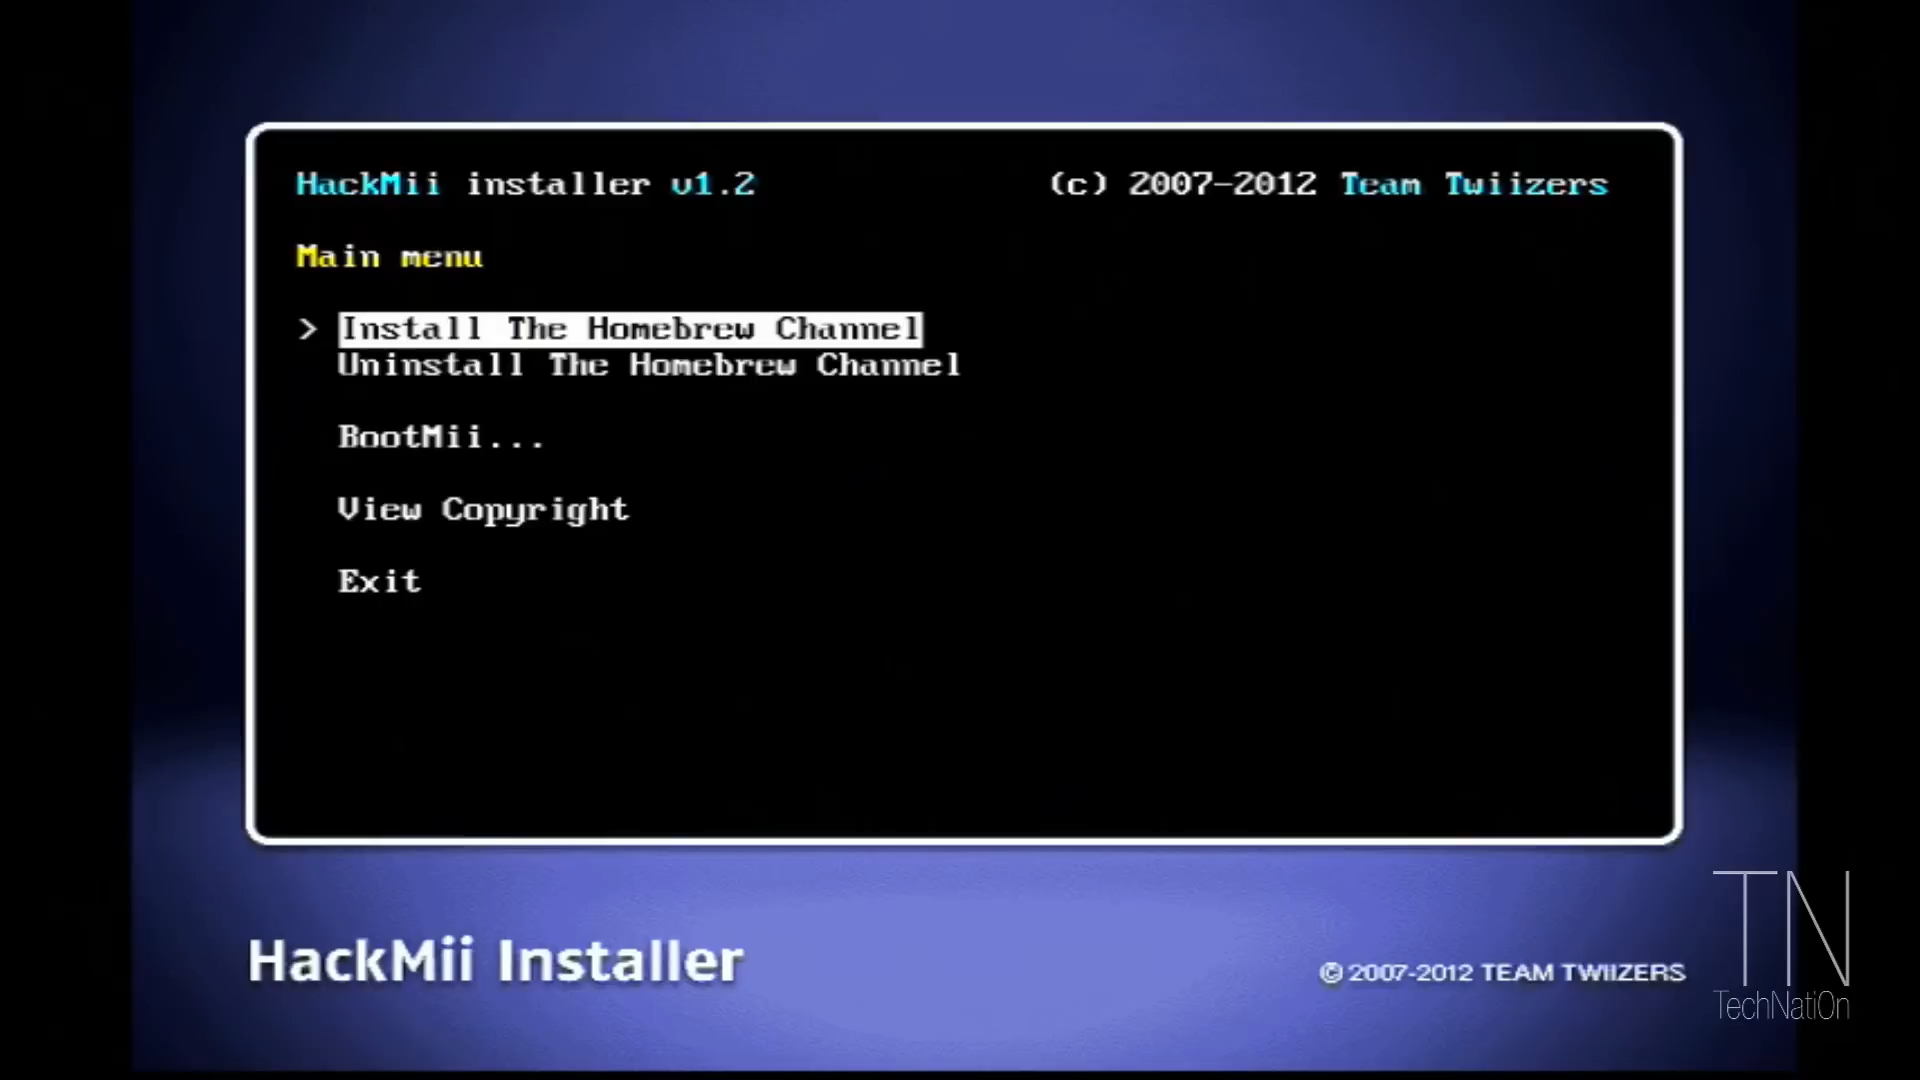 HackMii installer v1.2 (c) 2007-2012 Team Twiizers
Main menu
> Install The Homebrew Channel
Uninstall The Homebrew Channel
BootMii...
View Copyright
Exit
HackMii Installer
© 2007-2012 TEAM TWIIZERS
TN
TechNatiOn